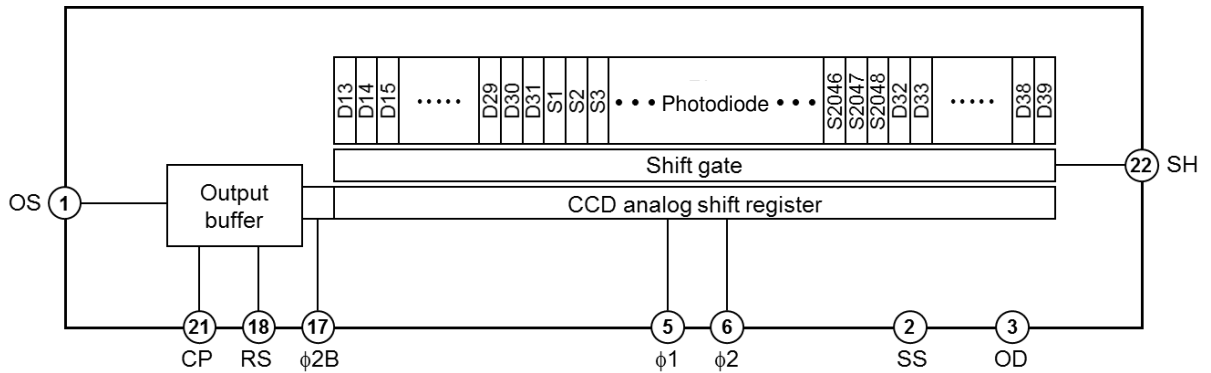 D13 D14 D15 ····· D29 D30 D31 S1 S2 S3 • • • Photodiode • • • S2046 S2047 S2048 D32 D33 ····· D38 D39
Shift gate
22 SH
OS 1
Output
buffer
CCD analog shift register
21 18 17 5 6 2 3
CP RS ϕ2B ϕ1 ϕ2 SS OD